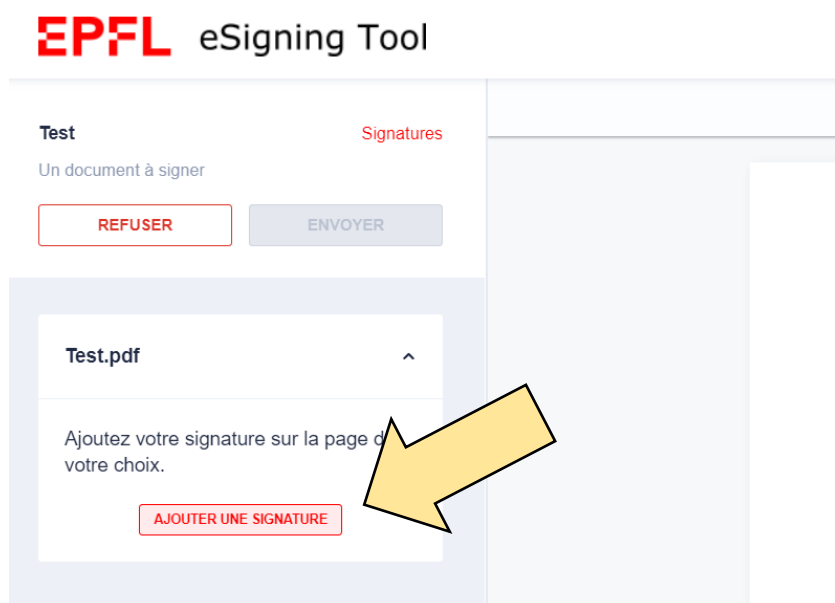 EPFL eSigning Tool
Test Signatures
Un document à signer
REFUSER ENVOYER
Test.pdf
Ajoutez votre signature sur la page
votre choix.
AJOUTER UNE SIGNATURE